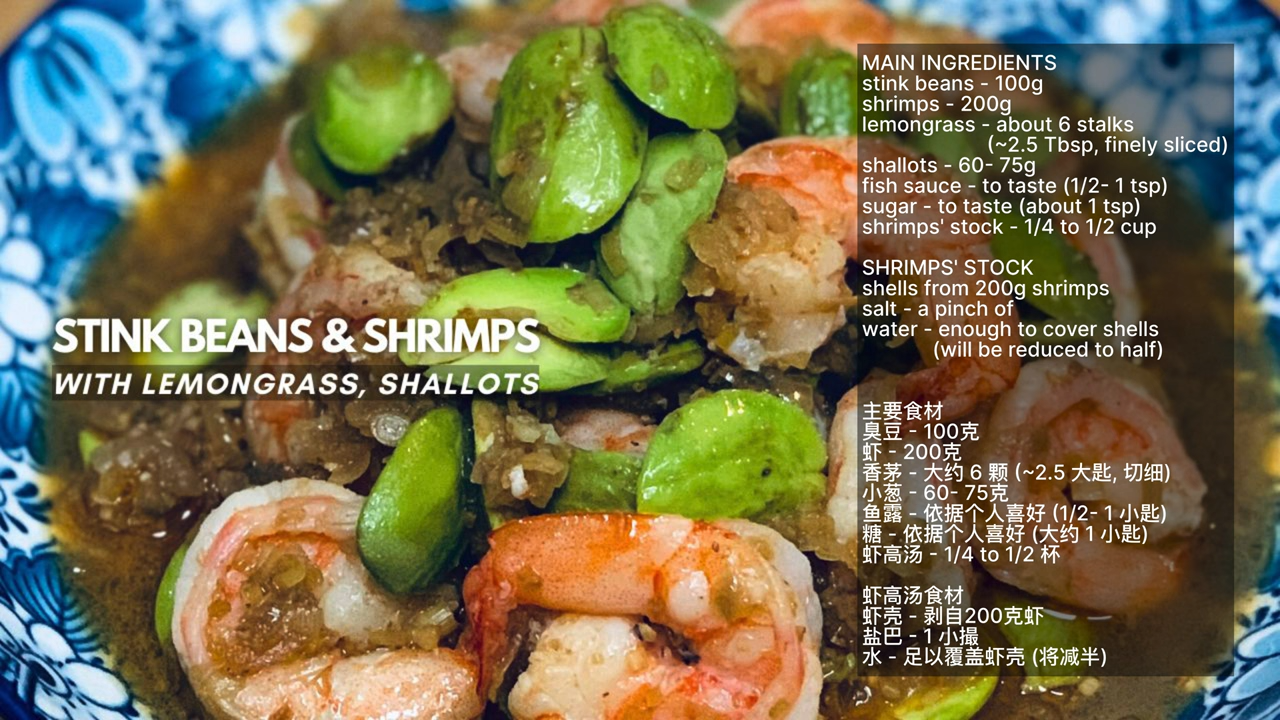 STINK BEANS & SHRIMPS
WITH LEMONGRASS, SHALLOTS
MAIN INGREDIENTS
stink beans - 100g
shrimps - 200g
lemongrass - about 6 stalks
(~2.5 Tbsp, finely sliced)
shallots - 60- 75g
fish sauce - to taste (1/2- 1 tsp)
sugar - to taste (about 1 tsp)
shrimps' stock - 1/4 to 1/2 cup
SHRIMPS' STOCK
shells from 200g shrimps
salt - a pinch of
water - enough to cover shells
(will be reduced to half)
主要食材
臭豆 - 100克
虾 - 200克
香茅 - 大约 6 颗 (~2.5 大匙, 切细)
小葱 - 60- 75克
鱼露 - 依据个人喜好 (1/2- 1 小匙)
糖 - 依据个人喜好 (大约 1 小匙)
虾高汤 - 1/4 to 1/2 杯
虾高汤食材
虾壳 - 剥自200克虾
盐巴 - 1 小撮
水 - 足以覆盖虾壳 (将减半)